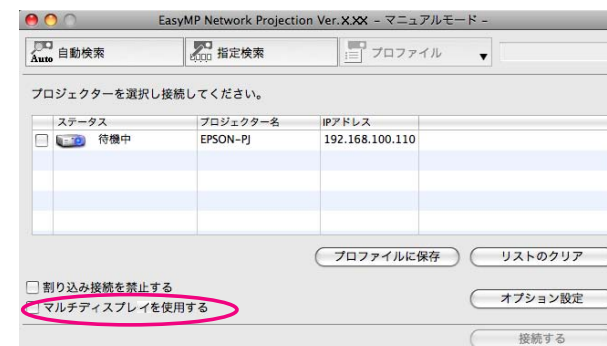 EasyMP Network Projection Ver.X.XX – マニュアルモード –
Auto 自動検索 指定検索 プロファイル
プロジェクターを選択し接続してください。
ステータス プロジェクター名 IPアドレス
待機中 EPSON-PJ 192.168.100.110
プロファイルに保存 リストのクリア
割り込み接続を禁止する
マルチディスプレイを使用する
オプション設定
接続する